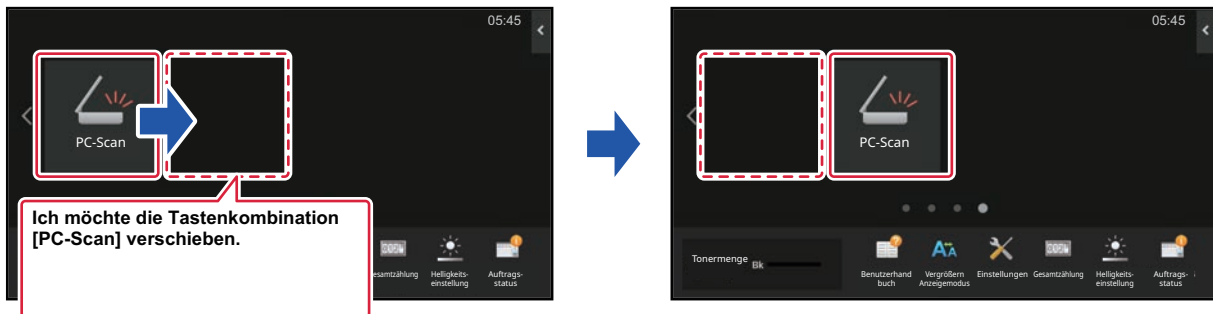 05:45
PC-Scan
Ich möchte die Tastenkombination
[PC-Scan] verschieben.
esamtzählung
Helligkeits-
einstellung
Auftrags-
status
05:45
PC-Scan
Tonermenge
Bk
Benutzerhand
buch
Vergrößern
Anzeigemodus
Einstellungen
Gesamtzählung
Helligkeits-
einstellung
Auftrags-
status